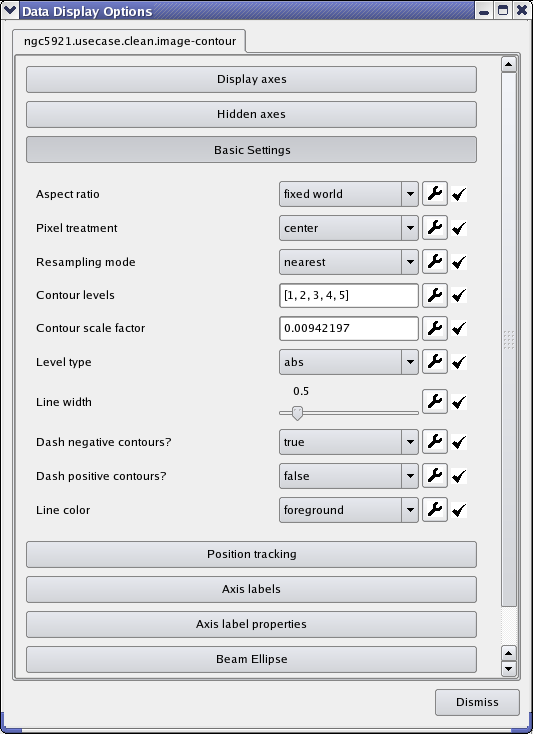 Data Display Options
ngc5921.usecase.clean.image-contour
Display axes
Hidden axes
Basic Settings
Aspect ratio fixed world
Pixel treatment center
Resampling mode nearest
Contour levels [1, 2, 3, 4, 5]
Contour scale factor 0.00942197
Level type abs
0.5
Line width
Dash negative contours? true
Dash positive contours? false
Line color foreground
Position tracking
Axis labels
Axis label properties
Beam Ellipse
Dismiss